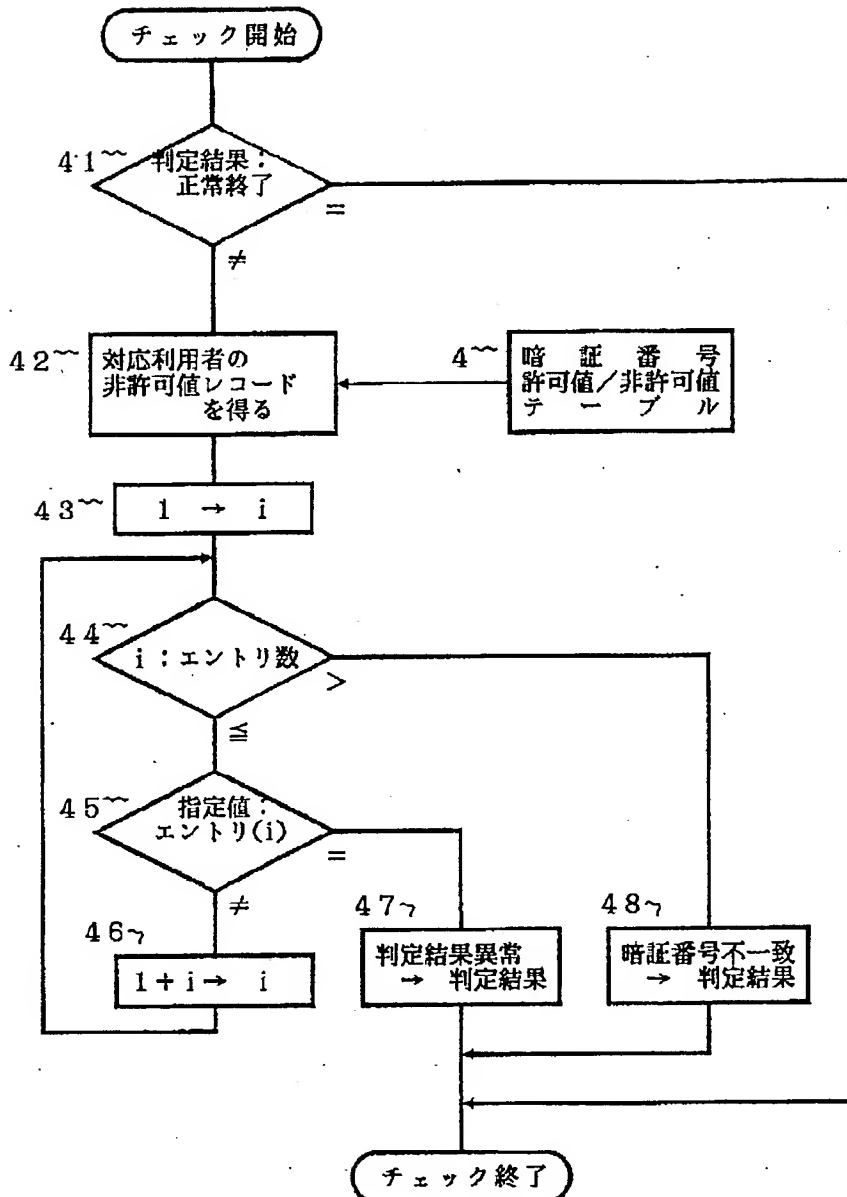 チェック開始
41
判定結果：
正常終了
=
≠
42
対応利用者の
非許可値レコード
を得る
4
暗証番号
許可値／非許可値
テーブル
43
1 → i
44
i：エントリ数
>
≦
45
指定値：
エントリ(i)
=
≠
46
1+i→ i
47
判定結果異常
→ 判定結果
48
暗証番号不一致
→ 判定結果
チェック終了